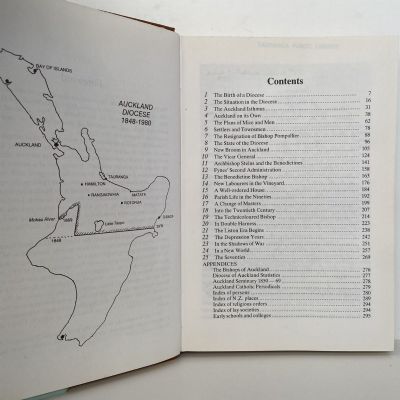 BAY OF ISLANDS
AUCKLAND
DIOCESE
1848-1980
AUCKLAND
TAURANGA
HAMILTON
RANGIAOWHIA
MATATA
ROTORUA
Mokau River
1869
Lake Taupo
1848
Contents
1 The Birth of a Diocese 7
2 The Situation in the Diocese 16
3 The Auckland Isthmus 31
4 Auckland on its Own 38
5 The Plans of Mice and Men 62
6 Settlers and Townsmen 78
7 The Resignation of Bishop Pompallier 88
8 The State of the Diocese 96
9 New Broom in Auckland 103
10 The Vicar General 124
11 Archbishop Steins and the Benedictines 141
12 Fynes' Second Administration 158
13 The Benedictine Bishop 163
14 New Labourers in the Vineyard 176
15 A Well-ordered House 181
16 Parish Life in the Nineties 190
17 A Change of Masters 199
18 Into the Twentieth Century 207
19 The Technicoloured Bishop 214
20 In Double Harness 223
21 The Liston Era Begins 238
22 The Depression Years 242
23 In the Shadows of War 251
24 In a New World 257
25 The Seventies 269
APPENDICES
The Bishops of Auckland 276
Diocese of Auckland Statistics 277
Auckland Seminary 1850 — 69 278
Auckland Catholic Periodicals 279
Index of persons 280
Index of N.Z. places 289
Index of religious orders 294
Index of lay societies 294
Early schools and colleges 295